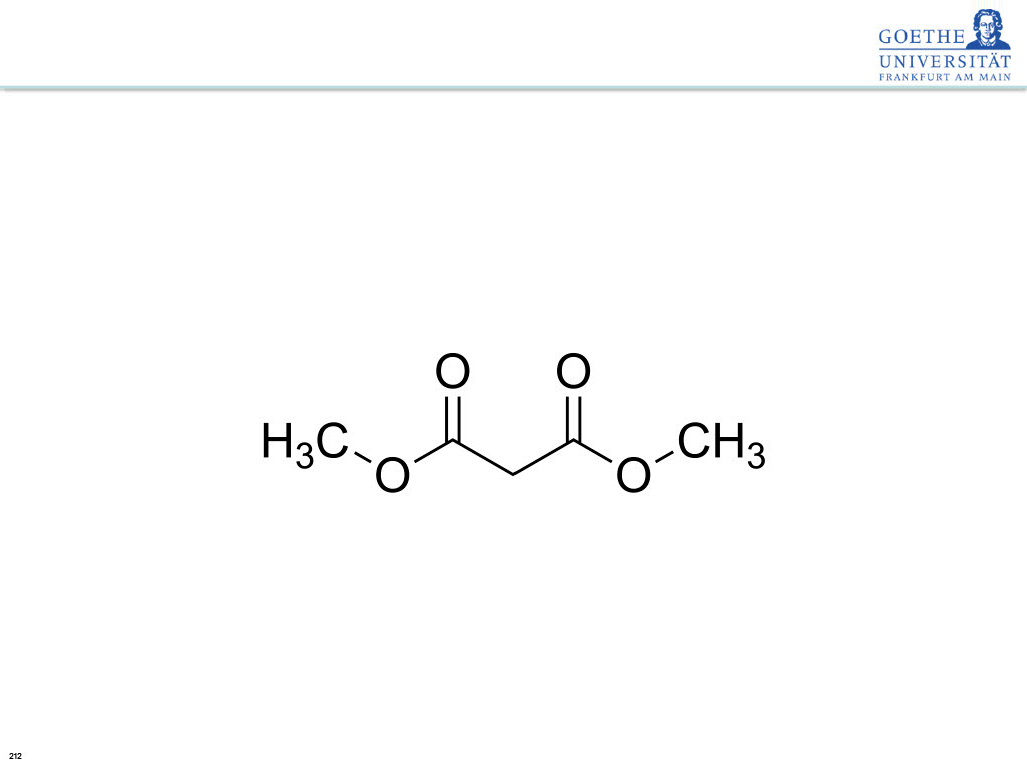 GOETHE
UNIVERSITÄT
FRANKFURT AM MAIN
O O
H₃C O O CH₃
212